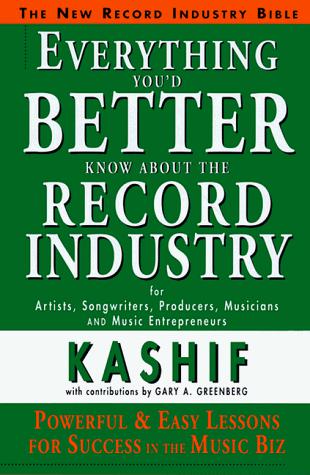 THE NEW RECORD INDUSTRY BIBLE
EVERYTHING
YOU'D
BETTER
KNOW ABOUT THE
RECORD
INDUSTRY
for
Artists, Songwriters, Producers, Musicians
AND Music Entrepreneurs
KASHIF
with contributions by GARY A. GREENBERG
POWERFUL & EASY LESSONS
FOR SUCCESS IN THE MUSIC BIZ